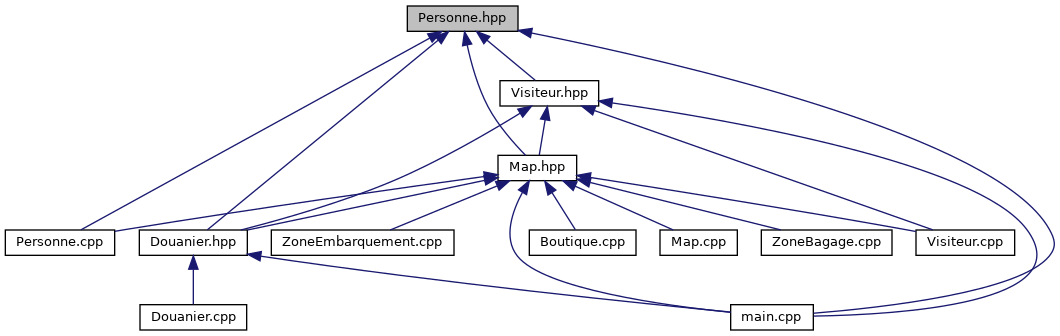 Personne.hpp
Visiteur.hpp
Map.hpp
Personne.cpp
Douanier.hpp
ZoneEmbarquement.cpp
Boutique.cpp
Map.cpp
ZoneBagage.cpp
Visiteur.cpp
Douanier.cpp
main.cpp